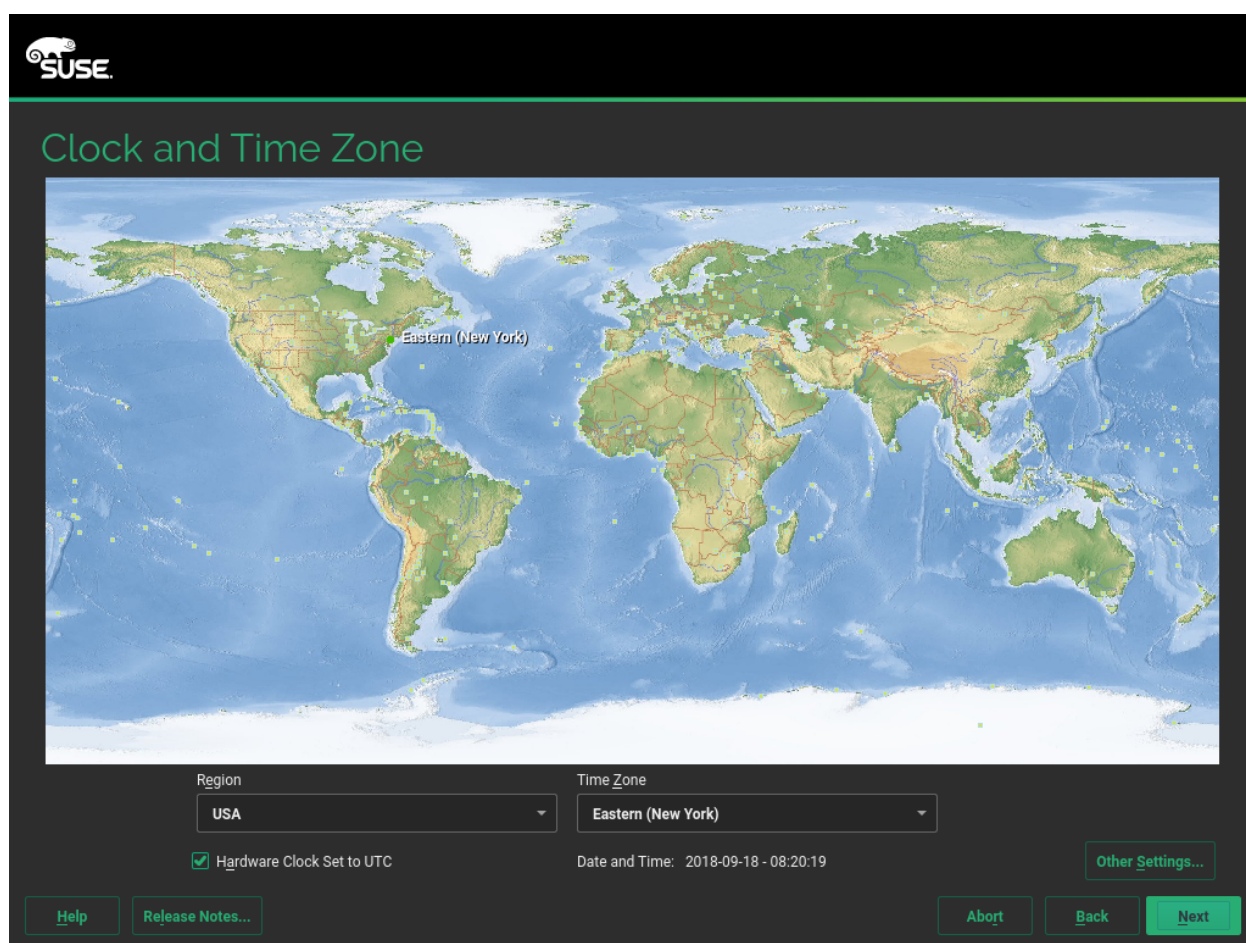 SUSE.
Clock and Time Zone
Eastern (New York)
Region
Time Zone
USA
Eastern (New York)
Hardware Clock Set to UTC
Date and Time: 2018-09-18 - 08:20:19
Other Settings...
Help
Release Notes...
Abort
Back
Next